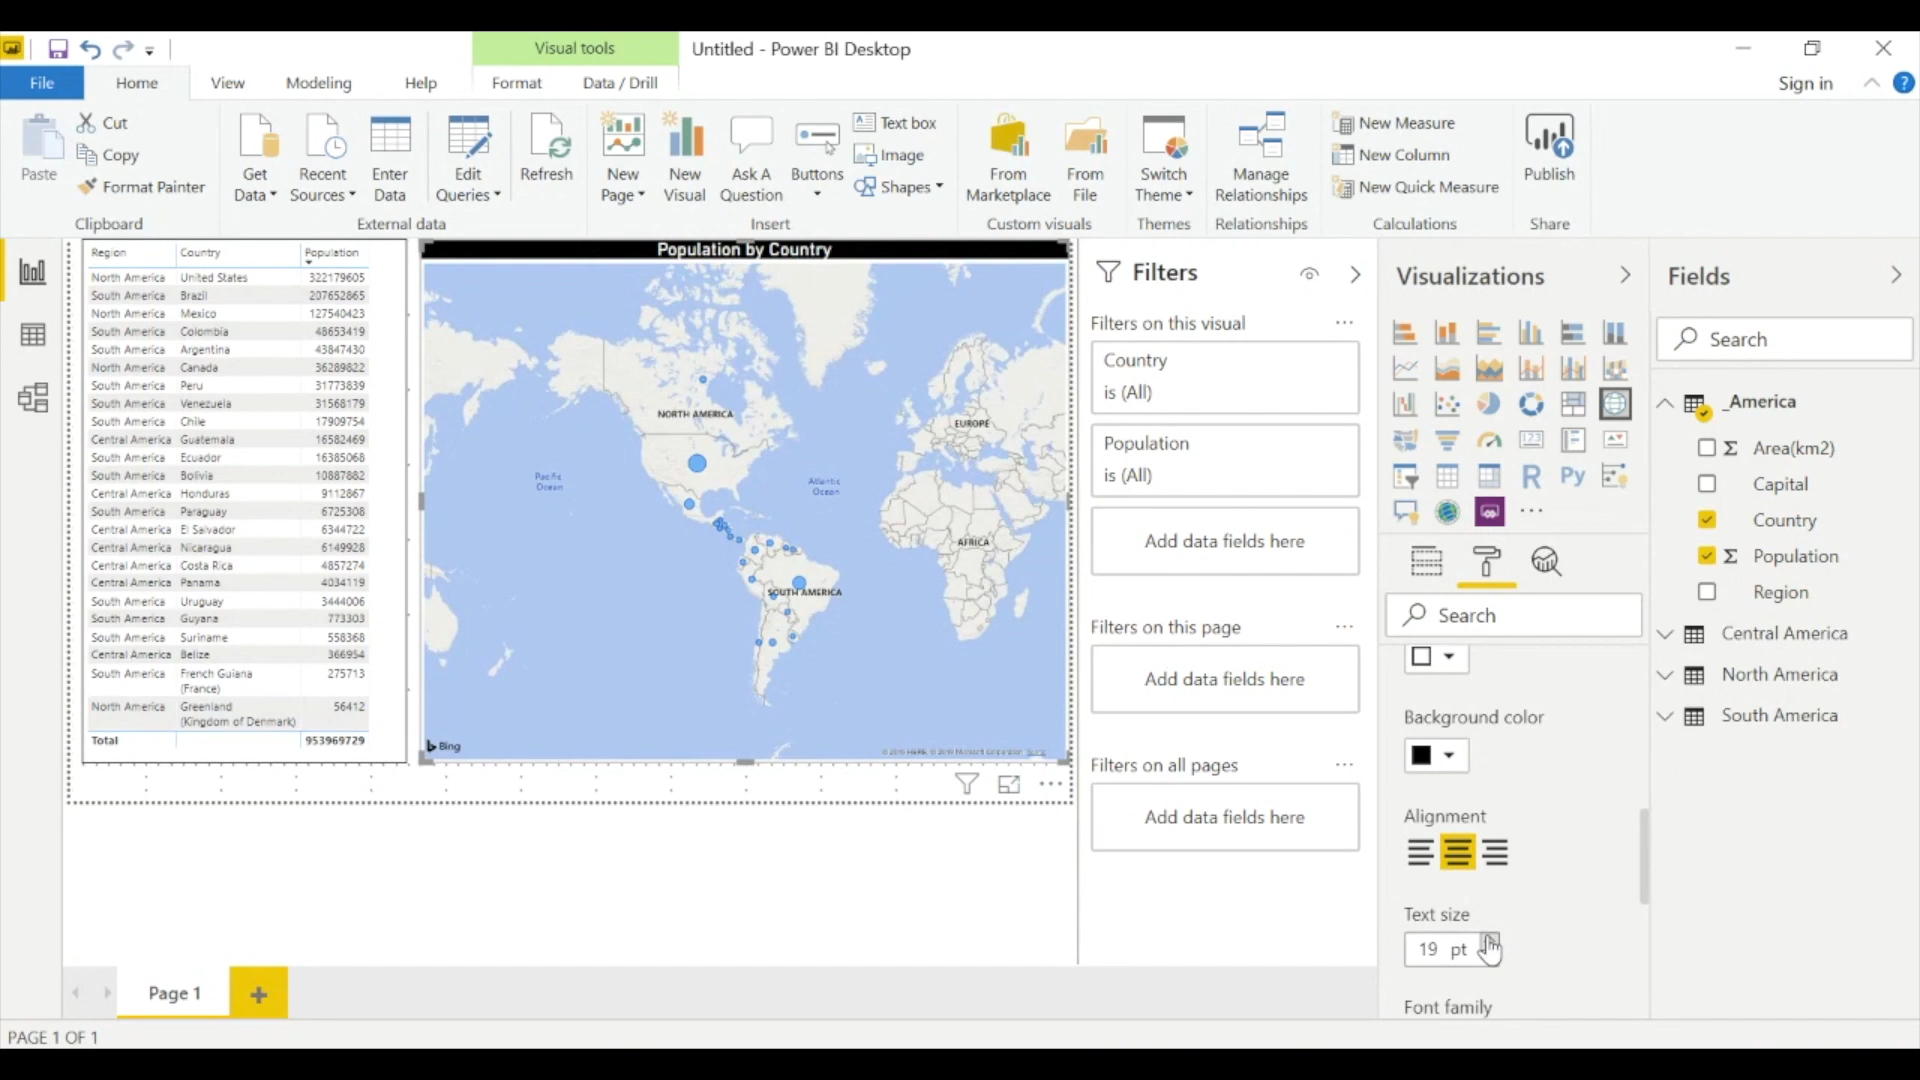 Visual tools
Untitled - Power BI Desktop
File
Home
View
Modeling
Help
Format
Data / Drill
Sign in
?
Paste
Cut
Copy
Format Painter
Clipboard
Get Data
Recent Sources
Enter Data
Edit Queries
Refresh
External data
New Page
New Visual
Ask A Question
Buttons
Text box
Image
Shapes
Insert
From Marketplace
From File
Custom visuals
Switch Theme
Themes
Manage Relationships
Relationships
New Measure
New Column
New Quick Measure
Calculations
Publish
Share
Region Country Population
North America United States 322179605
South America Brazil 207652865
North America Mexico 127540423
South America Colombia 48653419
South America Argentina 43847430
North America Canada 36289822
South America Peru 31773839
South America Venezuela 31568179
South America Chile 17909754
Central America Guatemala 16582469
South America Ecuador 16385068
South America Bolivia 10887882
Central America Honduras 9112867
South America Paraguay 6725308
Central America El Salvador 6344722
Central America Nicaragua 6149928
Central America Costa Rica 4857274
Central America Panama 4034119
South America Uruguay 3444006
South America Guyana 773303
South America Suriname 558368
Central America Belize 366954
South America French Guiana 275713
(France)
North America Greenland 56412
(Kingdom of Denmark)
Total 953969729
Population by Country
NORTH AMERICA
EUROPE
Pacific
Ocean
Atlantic
Ocean
AFRICA
SOUTH AMERICA
Bing
© 2019 HERE, © 2019 Microsoft Corporation Terms
Filters
Filters on this visual
Country
is (All)
Population
is (All)
Add data fields here
Filters on this page
Add data fields here
Filters on all pages
Add data fields here
Visualizations
123
R
Py
Search
Background color
Alignment
Text size
19 pt
Font family
Fields
Search
_America
Σ Area(km2)
Capital
Country
Σ Population
Region
Central America
North America
South America
Page 1
+
PAGE 1 OF 1